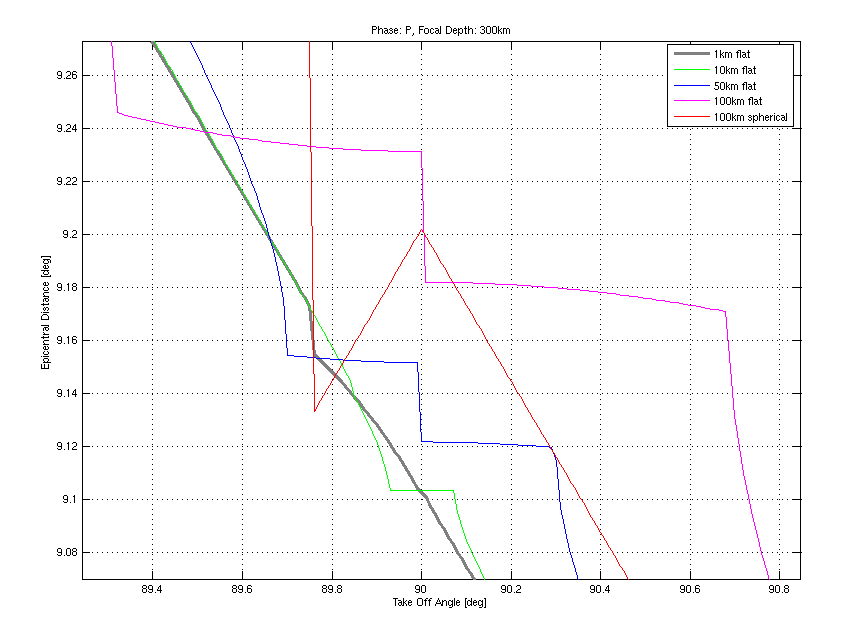 Phase: P, Focal Depth: 300km
1km flat
10km flat
50km flat
100km flat
100km spherical
9.26
9.24
9.22
9.2
9.18
9.16
9.14
9.12
9.1
9.08
Epicentral Distance [deg]
89.4 89.6 89.8 90 90.2 90.4 90.6 90.8
Take Off Angle [deg]